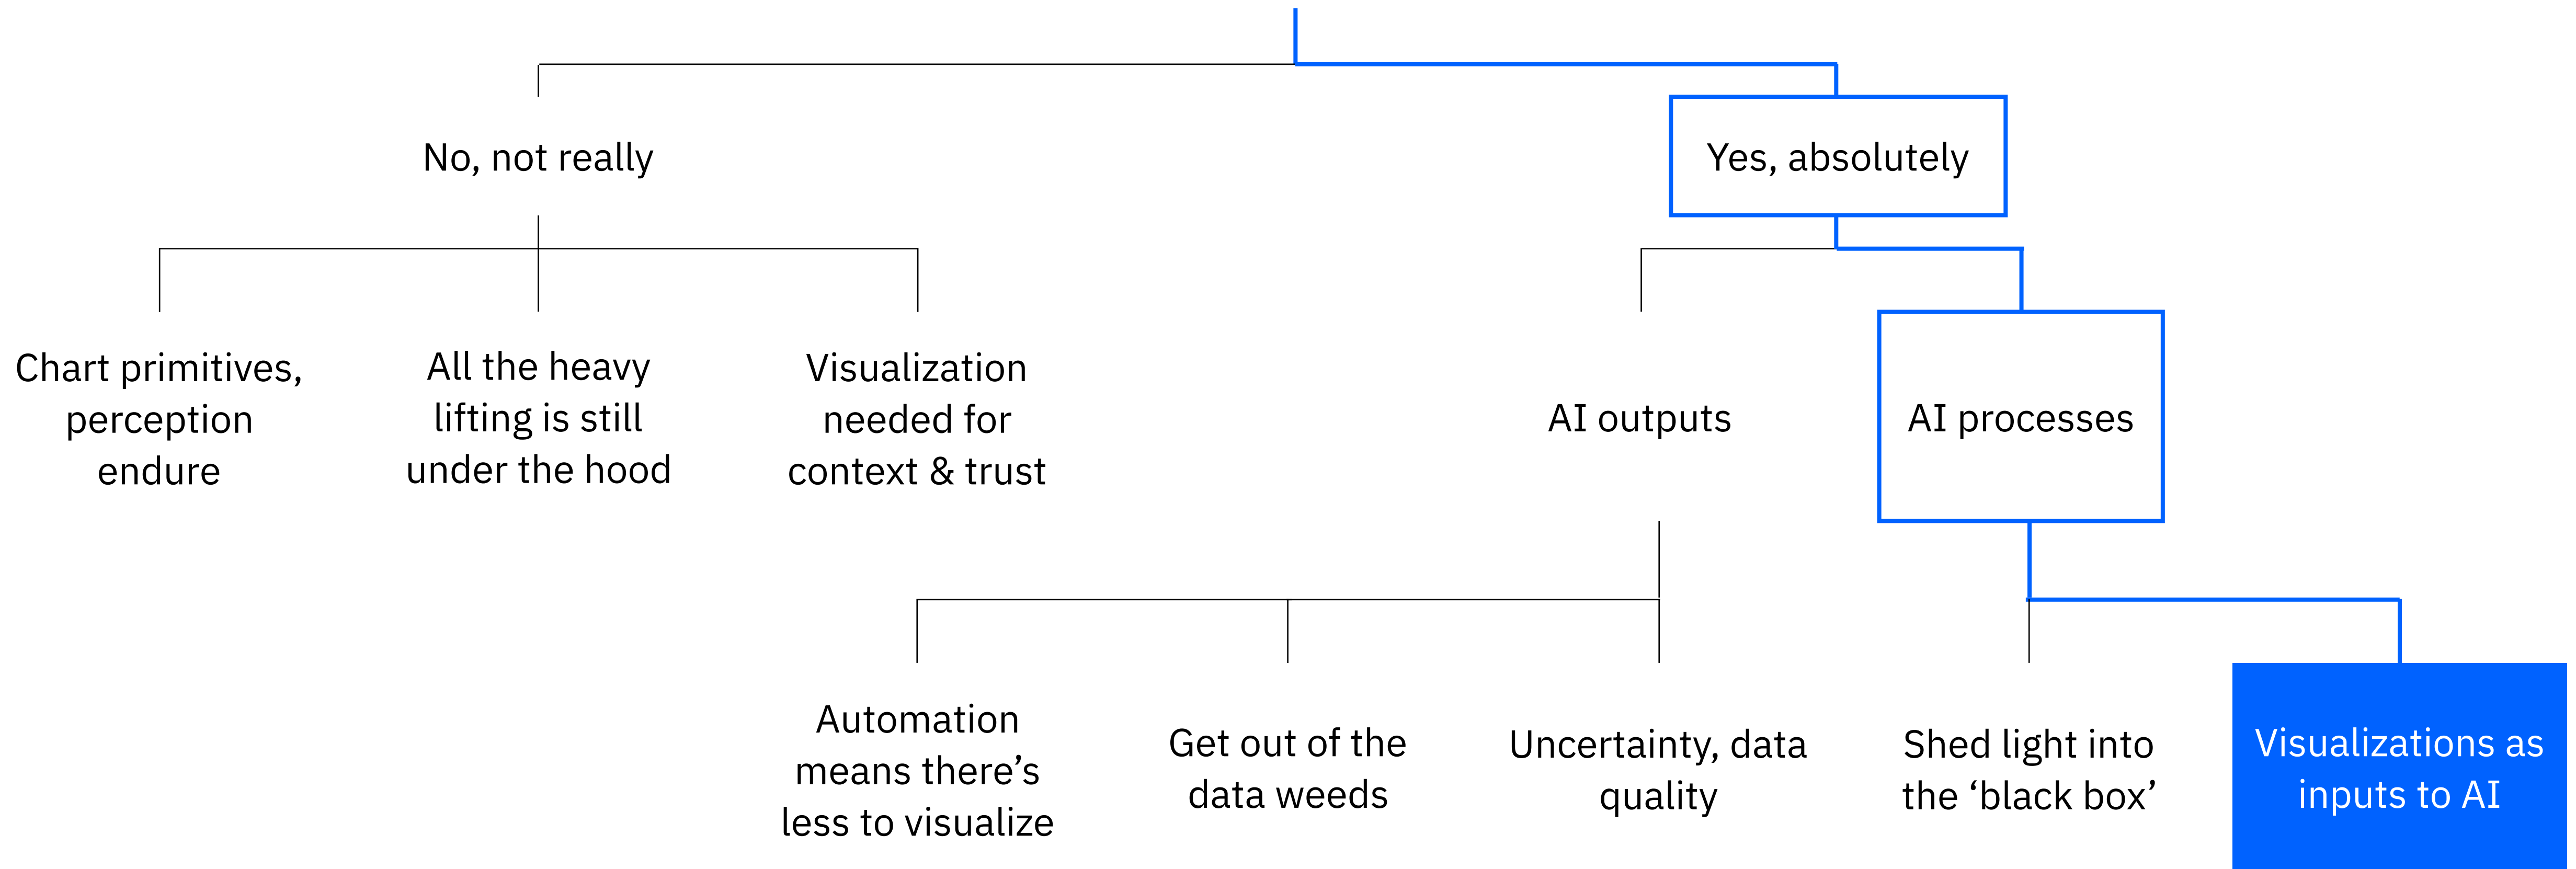 No, not really
Yes, absolutely
Chart primitives,
perception
endure
All the heavy
lifting is still
under the hood
Visualization
needed for
context & trust
AI outputs
AI processes
Automation
means there’s
less to visualize
Get out of the
data weeds
Uncertainty, data
quality
Shed light into
the ‘black box’
Visualizations as
inputs to AI